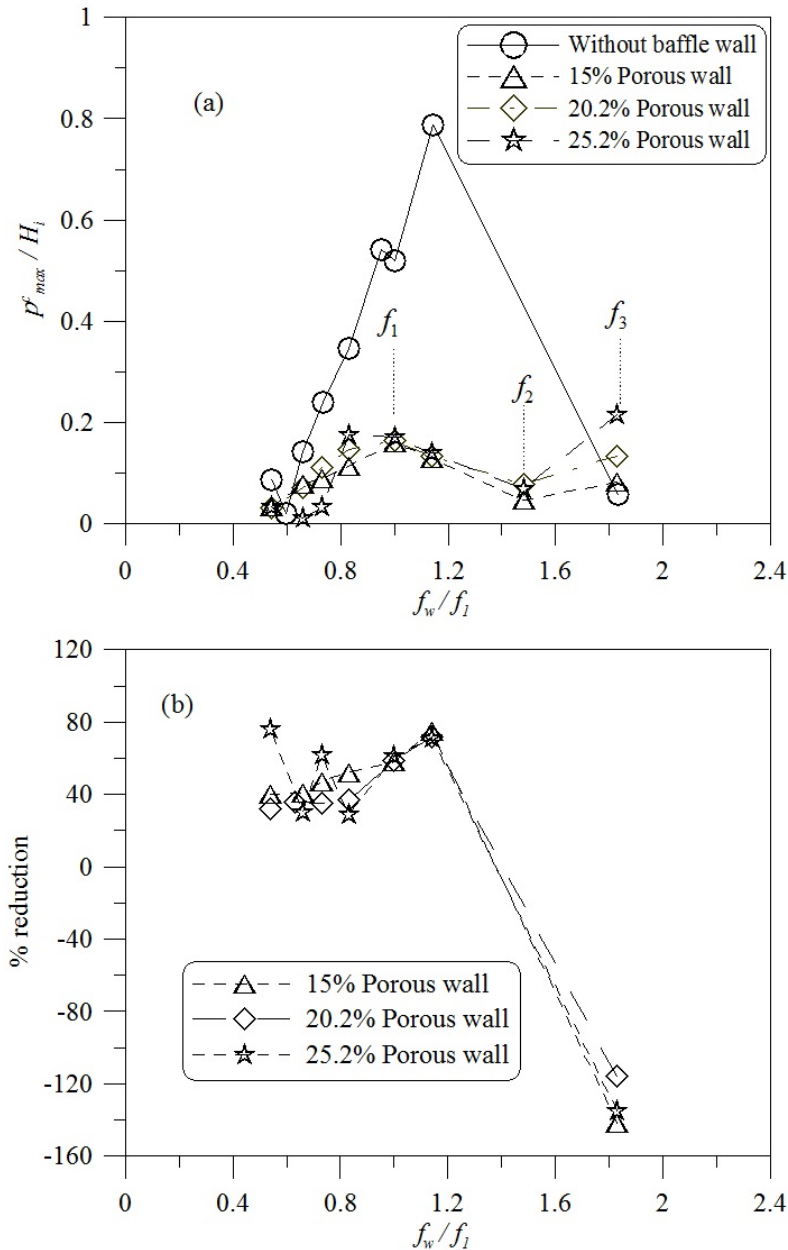 1
Without baffle wall
15% Porous wall
20.2% Porous wall
25.2% Porous wall
(a)
0.8
0.6
p^c_max / H_i
0.4
f_3
f_1
f_2
0.2
0
0 0.4 0.8 1.2 1.6 2 2.4
f_w / f_1
120
(b)
80
40
0
% reduction
-40
15% Porous wall
20.2% Porous wall
25.2% Porous wall
-80
-120
-160
0 0.4 0.8 1.2 1.6 2 2.4
f_w / f_1